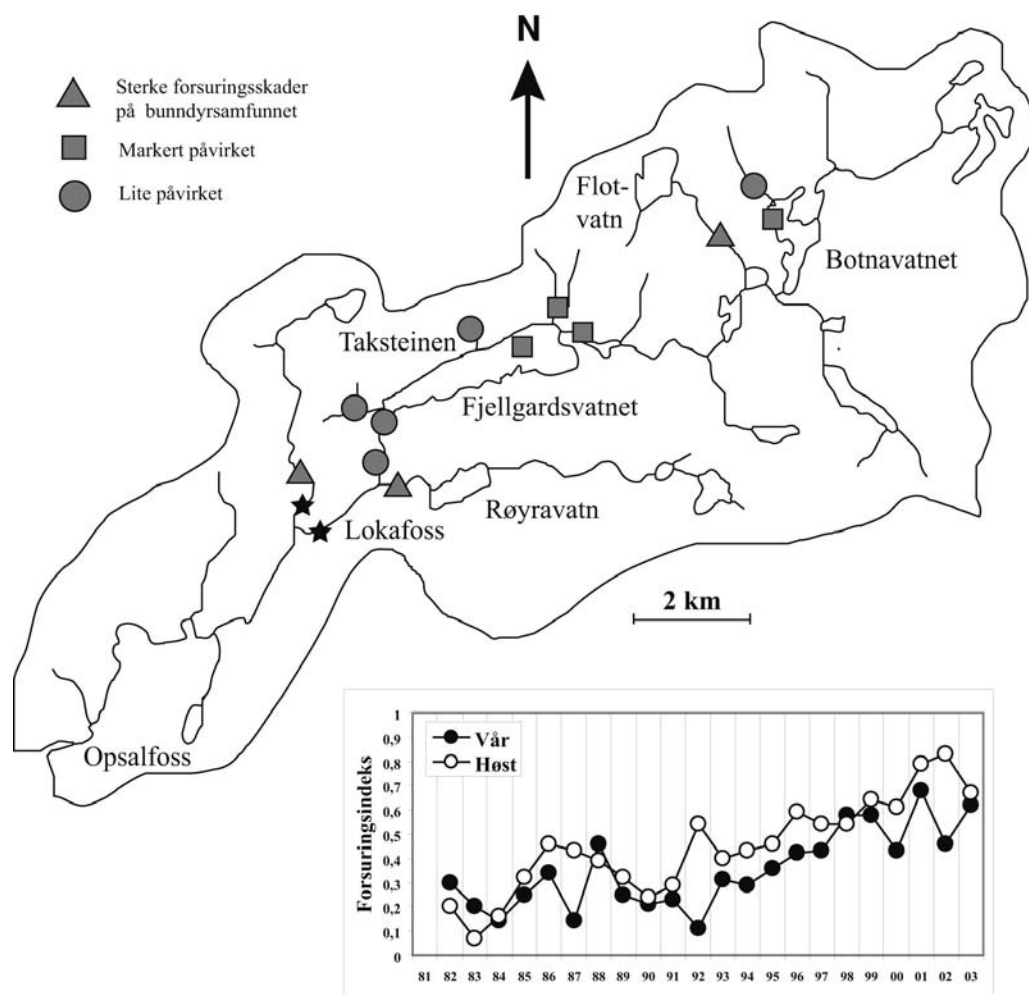 N
Sterke forsuringsskader
på bunndyrsamfunnet
Markert påvirket
Lite påvirket
Flot-
vatn
Botnavatnet
Taksteinen
Fjellgardsvatnet
Røyravatn
Lokafoss
2 km
Opsalfoss
Forsuringsindeks
Vår
Høst
1
0,9
0,8
0,7
0,6
0,5
0,4
0,3
0,2
0,1
0
81 82 83 84 85 86 87 88 89 90 91 92 93 94 95 96 97 98 99 00 01 02 03